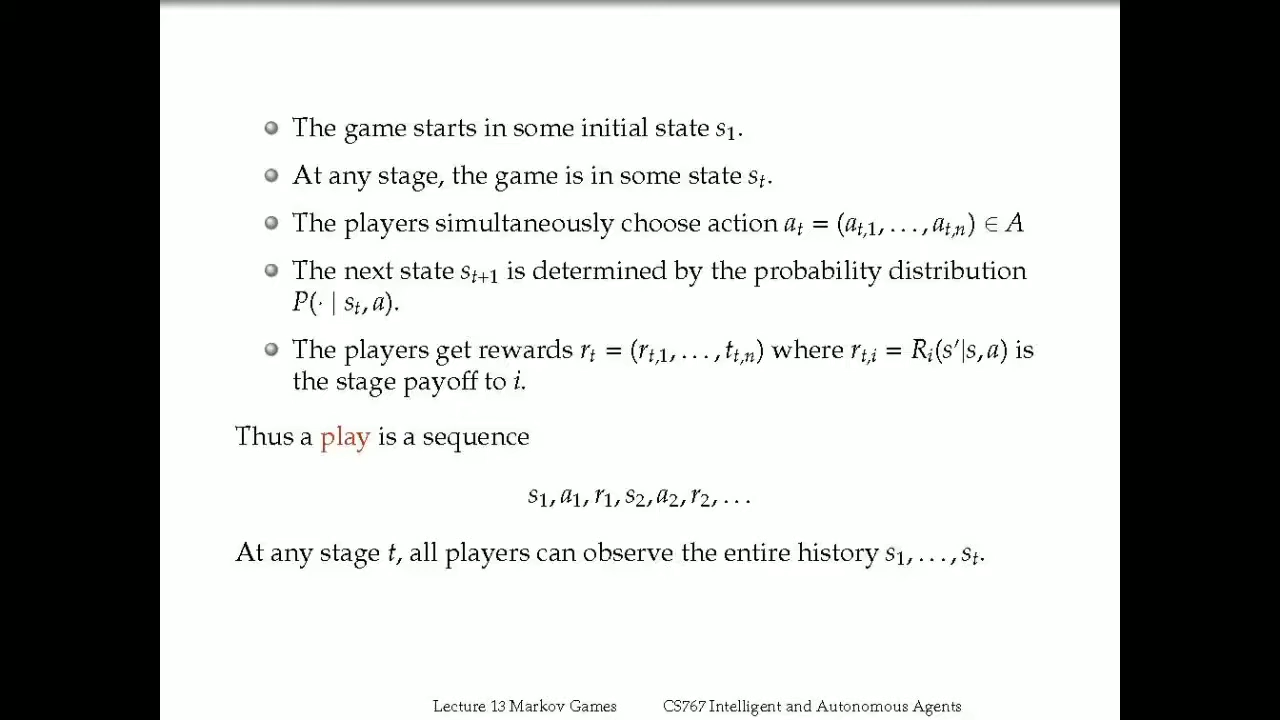 The game starts in some initial state s₁.
At any stage, the game is in some state sₜ.
The players simultaneously choose action aₜ = (aₜ,₁, . . . , aₜ,ₙ) ∈ A
The next state sₜ₊₁ is determined by the probability distribution
P(· | sₜ, a).
The players get rewards rₜ = (rₜ,₁, . . . , tₜ,ₙ) where rₜ,ᵢ = Rᵢ(s′|s, a) is
the stage payoff to i.
Thus a play is a sequence
s₁, a₁, r₁, s₂, a₂, r₂, . . .
At any stage t, all players can observe the entire history s₁, . . . , sₜ.
Lecture 13 Markov Games CS767 Intelligent and Autonomous Agents